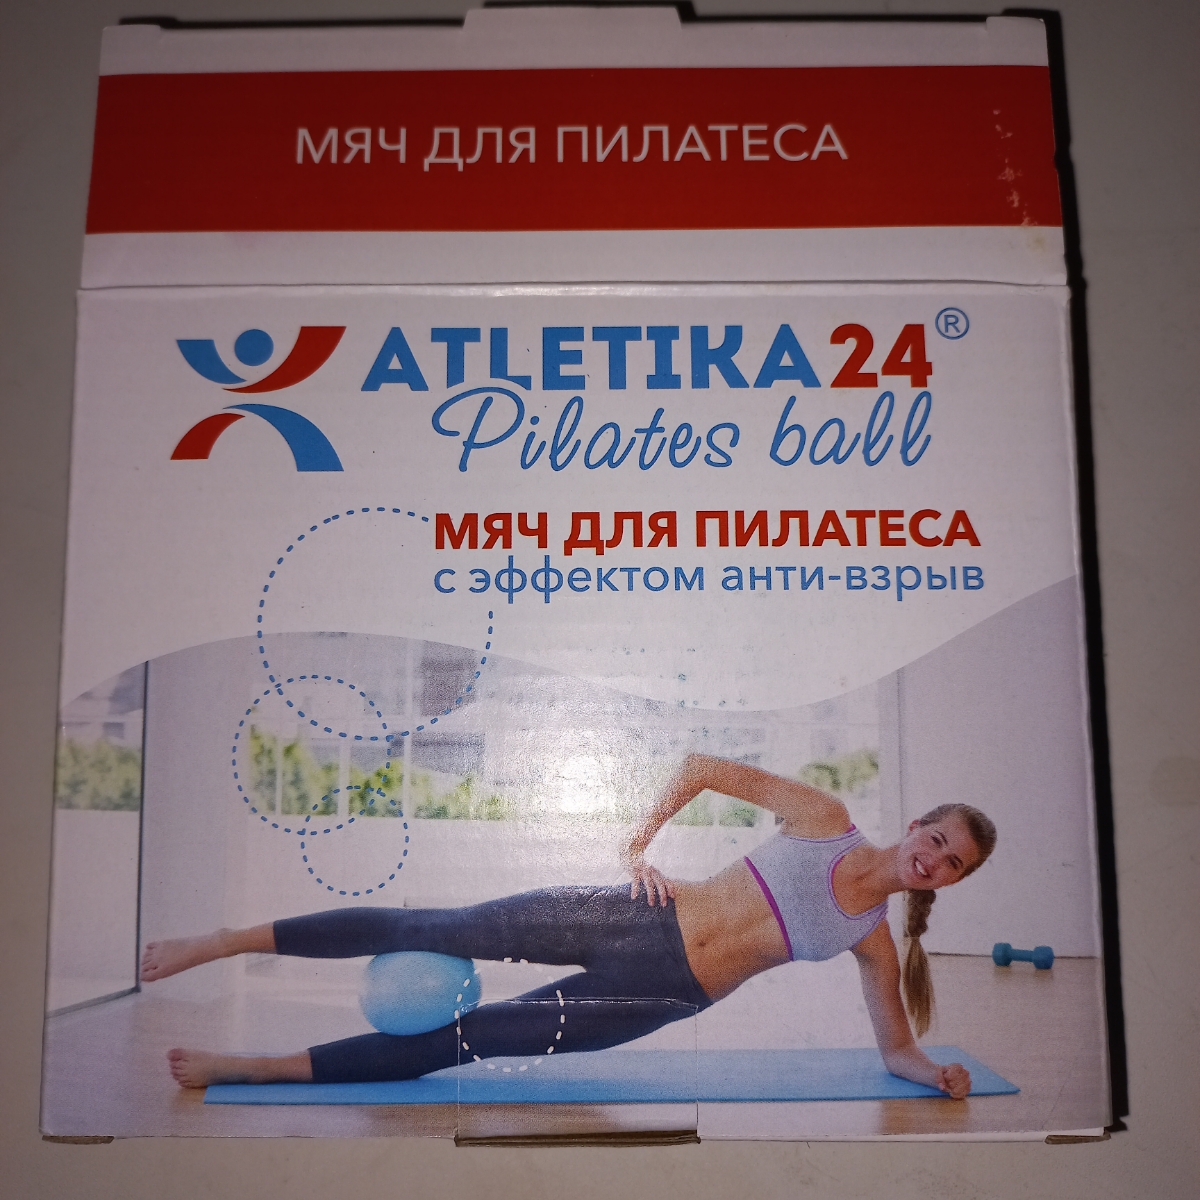 МЯЧ ДЛЯ ПИЛАТЕСА
ATLETIKA24®
Pilates ball
МЯЧ ДЛЯ ПИЛАТЕСА
с эффектом анти-взрыв